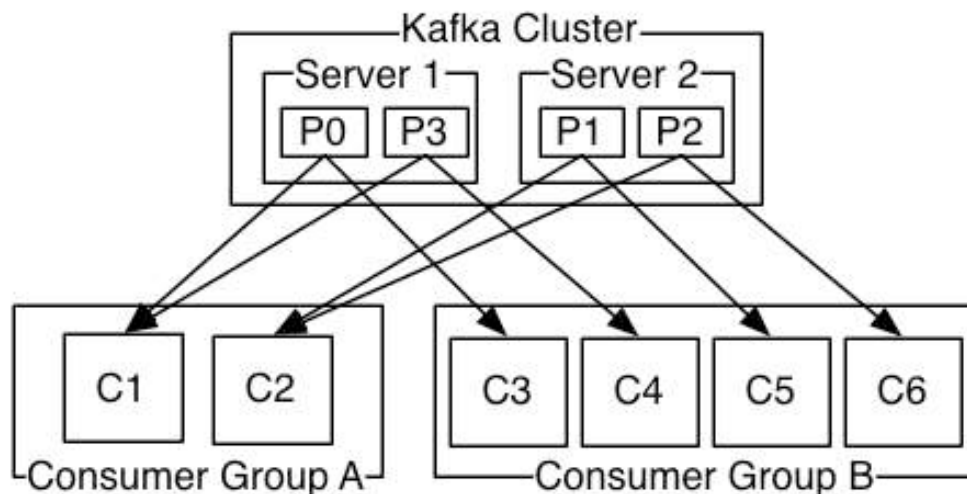 Kafka Cluster
Server 1
Server 2
P0
P3
P1
P2
C1
C2
C3
C4
C5
C6
Consumer Group A
Consumer Group B